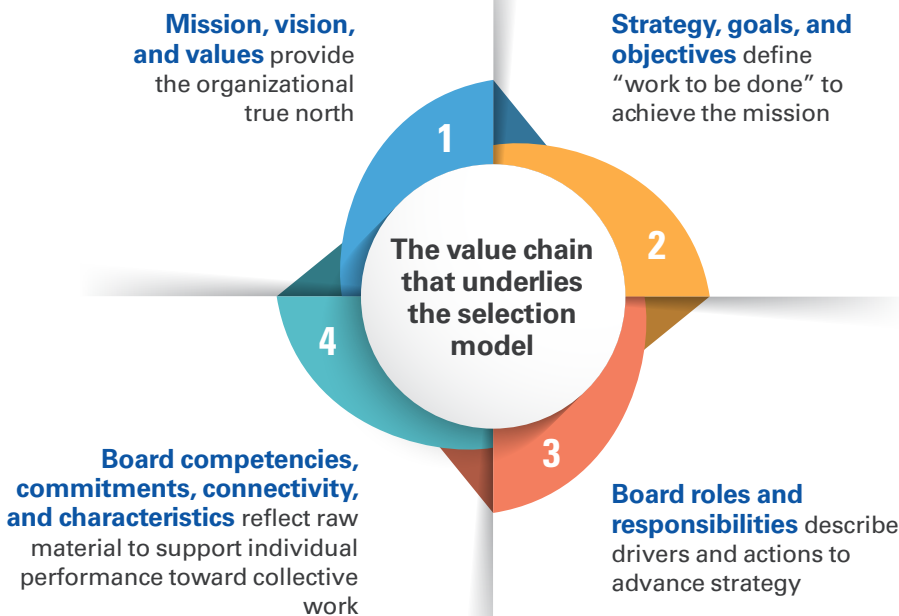 Mission, vision,
and values provide
the organizational
true north
1
Strategy, goals, and
objectives define
“work to be done” to
achieve the mission
2
The value chain
that underlies
the selection
model
3
Board roles and
responsibilities describe
drivers and actions to
advance strategy
4
Board competencies,
commitments, connectivity,
and characteristics reflect raw
material to support individual
performance toward collective
work